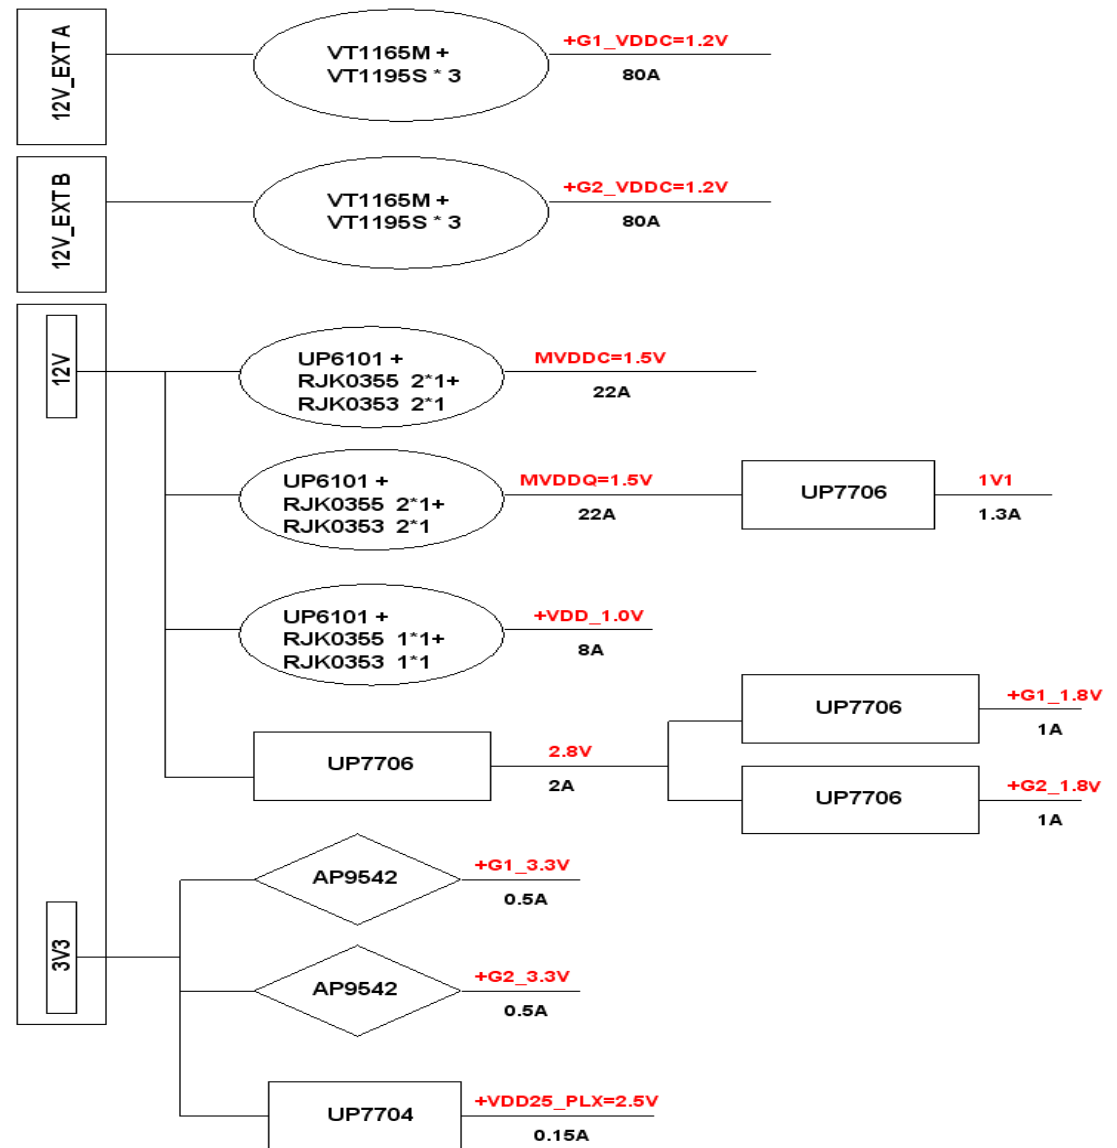 12V_EXT A
VT1165M +
VT1195S * 3
+G1_VDDC=1.2V
80A
12V_EXT B
VT1165M +
VT1195S * 3
+G2_VDDC=1.2V
80A
12V
UP6101 +
RJK0355 2*1+
RJK0353 2*1
MVDDC=1.5V
22A
UP6101 +
RJK0355 2*1+
RJK0353 2*1
MVDDQ=1.5V
22A
UP7706
1V1
1.3A
UP6101 +
RJK0355 1*1+
RJK0353 1*1
+VDD_1.0V
8A
UP7706
2.8V
2A
UP7706
+G1_1.8V
1A
UP7706
+G2_1.8V
1A
3V3
AP9542
+G1_3.3V
0.5A
AP9542
+G2_3.3V
0.5A
UP7704
+VDD25_PLX=2.5V
0.15A